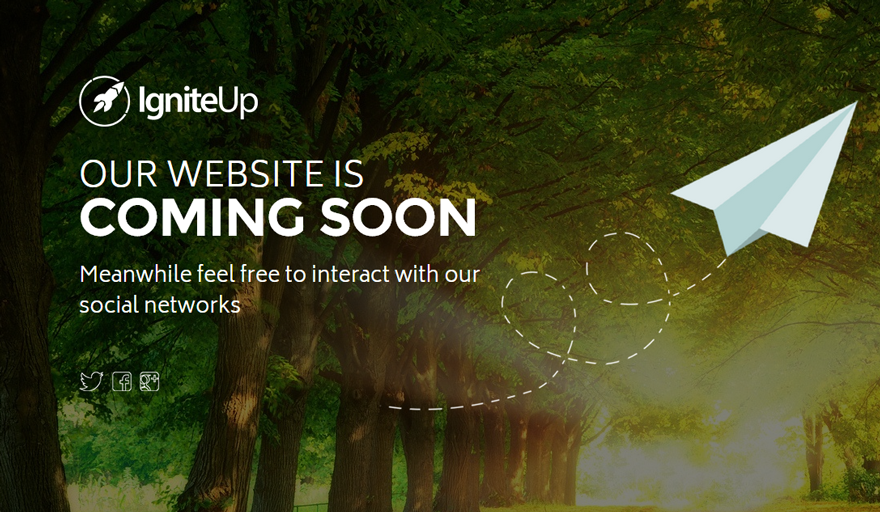 IgniteUp
OUR WEBSITE IS
COMING SOON
Meanwhile feel free to interact with our
social networks